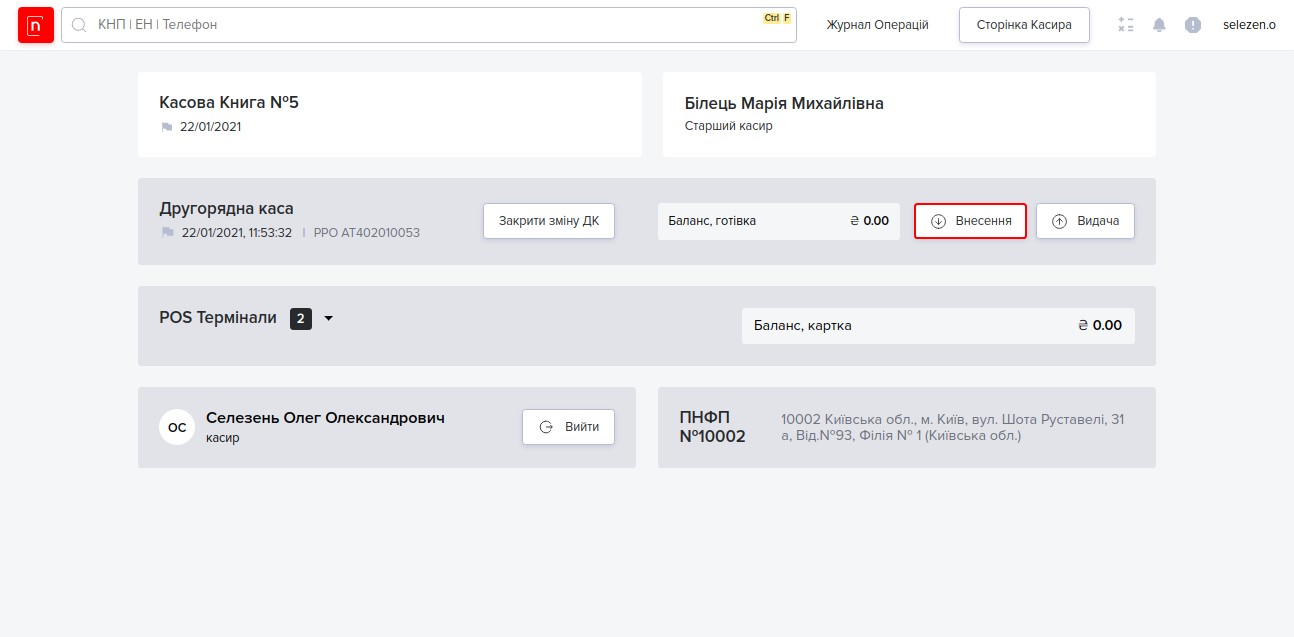 n
КНП | ЕН | Телефон
Ctrl F
Журнал Операцій
Сторінка Касира
selezen.o
Касова Книга №5
22/01/2021
Білець Марія Михайлівна
Старший касир
Другорядна каса
22/01/2021, 11:53:32 | РРО АТ402010053
Закрити зміну ДК
Баланс, готівка
₴ 0.00
Внесення
Видача
POS Термінали 2
Баланс, картка
₴ 0.00
ОС
Селезень Олег Олександрович
касир
Вийти
ПНФП
№10002
10002 Київська обл., м. Київ, вул. Шота Руставелі, 31
а, Від.№93, Філія № 1 (Київська обл.)